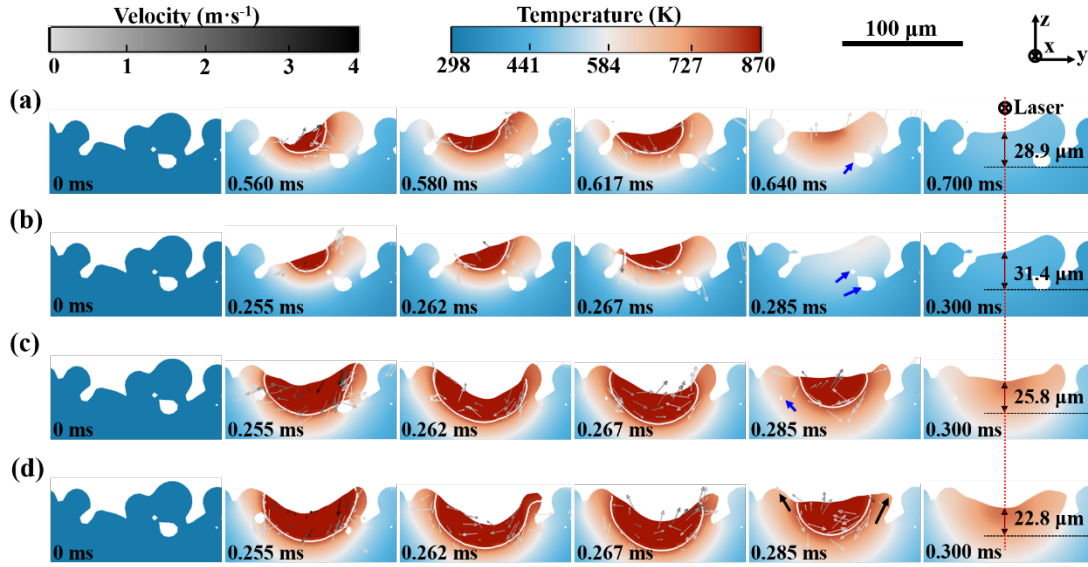 Velocity (m·s⁻¹)
0 1 2 3 4
Temperature (K)
298 441 584 727 870
100 μm
z
x
y
(a)
Laser
0 ms
0.560 ms
0.580 ms
0.617 ms
0.640 ms
0.700 ms
28.9 μm
(b)
0 ms
0.255 ms
0.262 ms
0.267 ms
0.285 ms
0.300 ms
31.4 μm
(c)
0 ms
0.255 ms
0.262 ms
0.267 ms
0.285 ms
0.300 ms
25.8 μm
(d)
0 ms
0.255 ms
0.262 ms
0.267 ms
0.285 ms
0.300 ms
22.8 μm